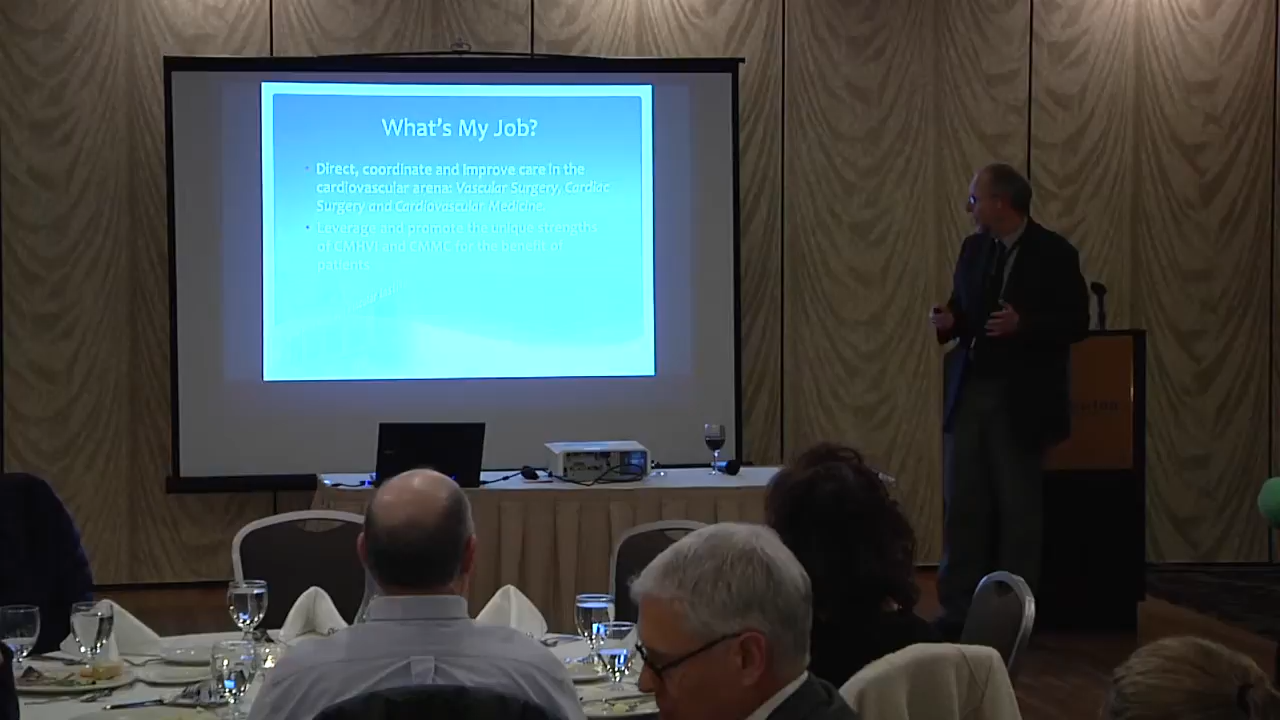 What's My Job?
Direct, coordinate and improve care in the
cardiovascular arena: Vascular Surgery, Cardiac
Surgery and Cardiovascular Medicine.
Leverage and promote the unique strengths
of CMHVI and CMMC for the benefit of
patients